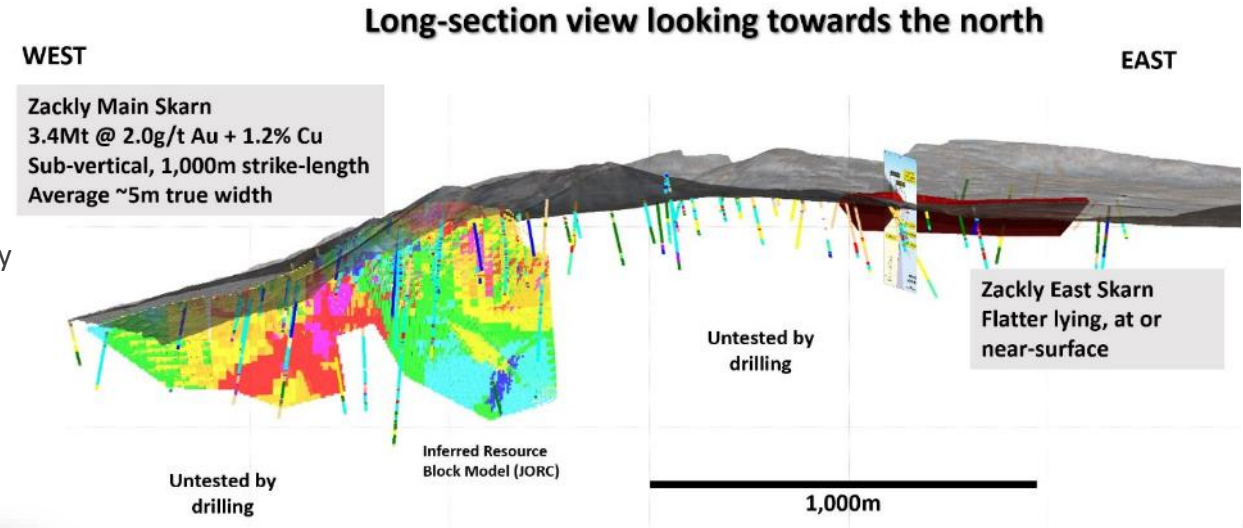 Long-section view looking towards the north
WEST
EAST
Zackly Main Skarn
3.4Mt @ 2.0g/t Au + 1.2% Cu
Sub-vertical, 1,000m strike-length
Average ~5m true width
y
Zackly East Skarn
Flatter lying, at or
near-surface
Untested by
drilling
Inferred Resource
Block Model (JORC)
Untested by
drilling
1,000m